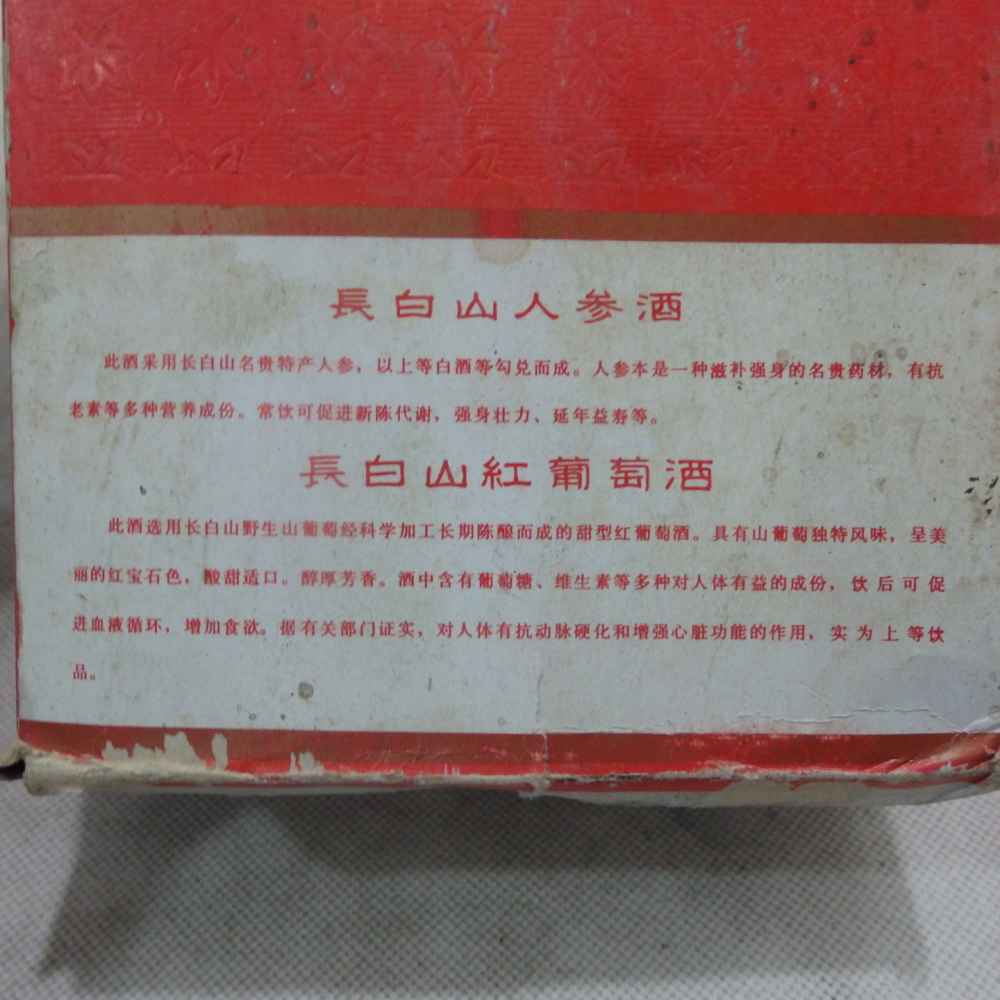 長白山人参酒
此酒采用长白山名贵特产人参，以上等白酒等勾兑而成。人参本是一种滋补强身的名贵药材，有抗
老素等多种营养成份。常饮可促进新陈代谢，强身壮力、延年益寿等。
長白山紅葡萄酒
此酒选用长白山野生山葡萄经科学加工长期陈酿而成的甜型红葡萄酒。具有山葡萄独特风味，呈美
丽的红宝石色，酸甜适口。醇厚芳香。酒中含有葡萄糖、维生素等多种对人体有益的成份，饮后可促
进血液循环，增加食欲。据有关部门证实，对人体有抗动脉硬化和增强心脏功能的作用，实为上等饮
品。